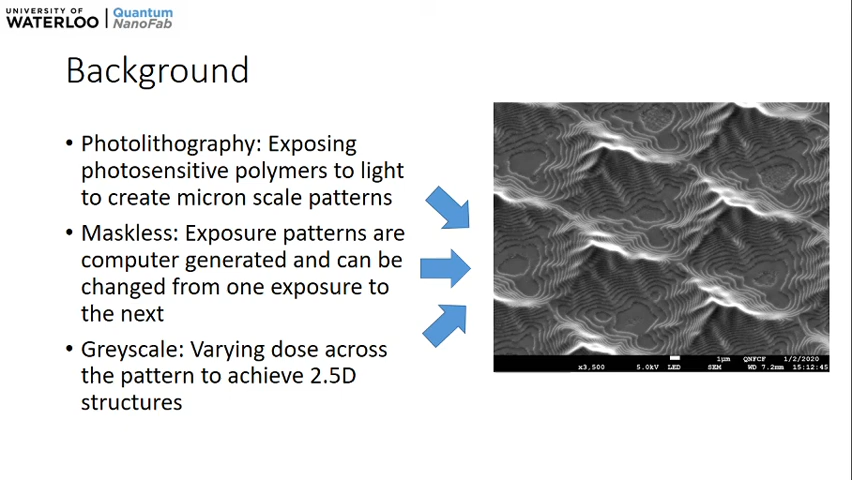 UNIVERSITY OF
WATERLOO
Quantum
NanoFab
Background
• Photolithography: Exposing
photosensitive polymers to light
to create micron scale patterns
• Maskless: Exposure patterns are
computer generated and can be
changed from one exposure to
the next
• Greyscale: Varying dose across
the pattern to achieve 2.5D
structures
1μm QNFCF 1/2/2020
x3,500 5.0kV LED SEM WD 7.2mm 15:12:45